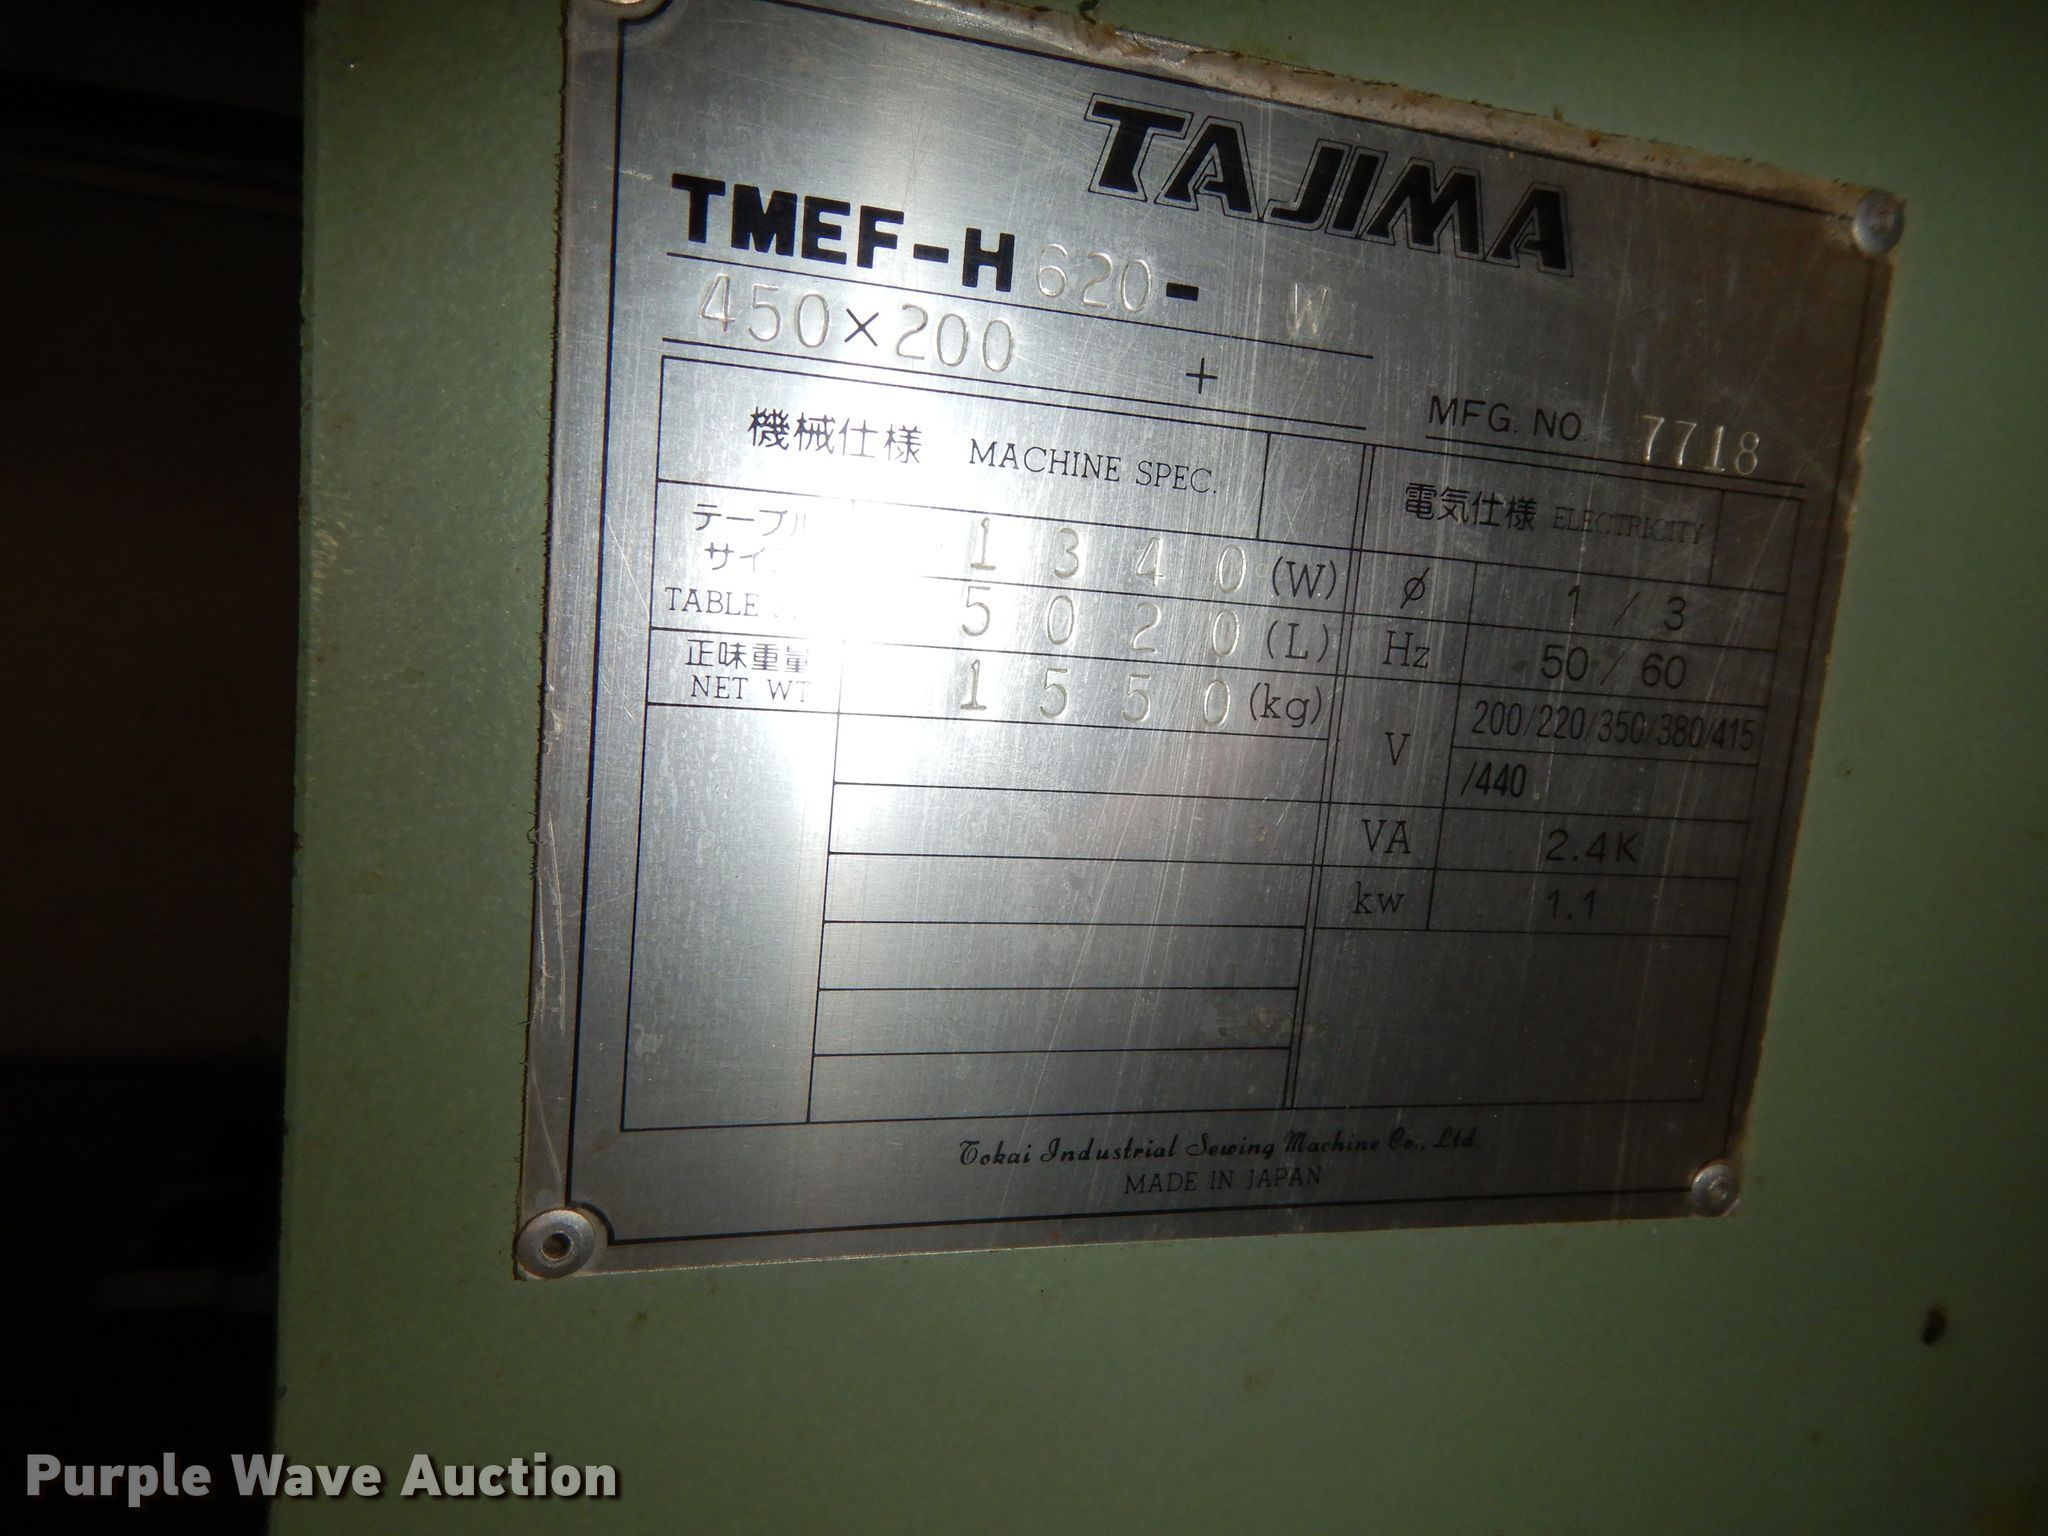 TAJIMA
TMEF-H620- W
450×200 +
MFG. NO. 7718
機械仕様 MACHINE SPEC.
テーブル
サイ
TABLE
1340(W)
5020(L)
正味重量
NET WT
1550(kg)
電気仕様 ELECTRICITY
φ 1 / 3
Hz 50 / 60
V 200/220/350/380/415
/440
VA 2.4K
kw 1.1
Tokai Industrial Sewing Machine Co., Ltd.
MADE IN JAPAN
Purple Wave Auction